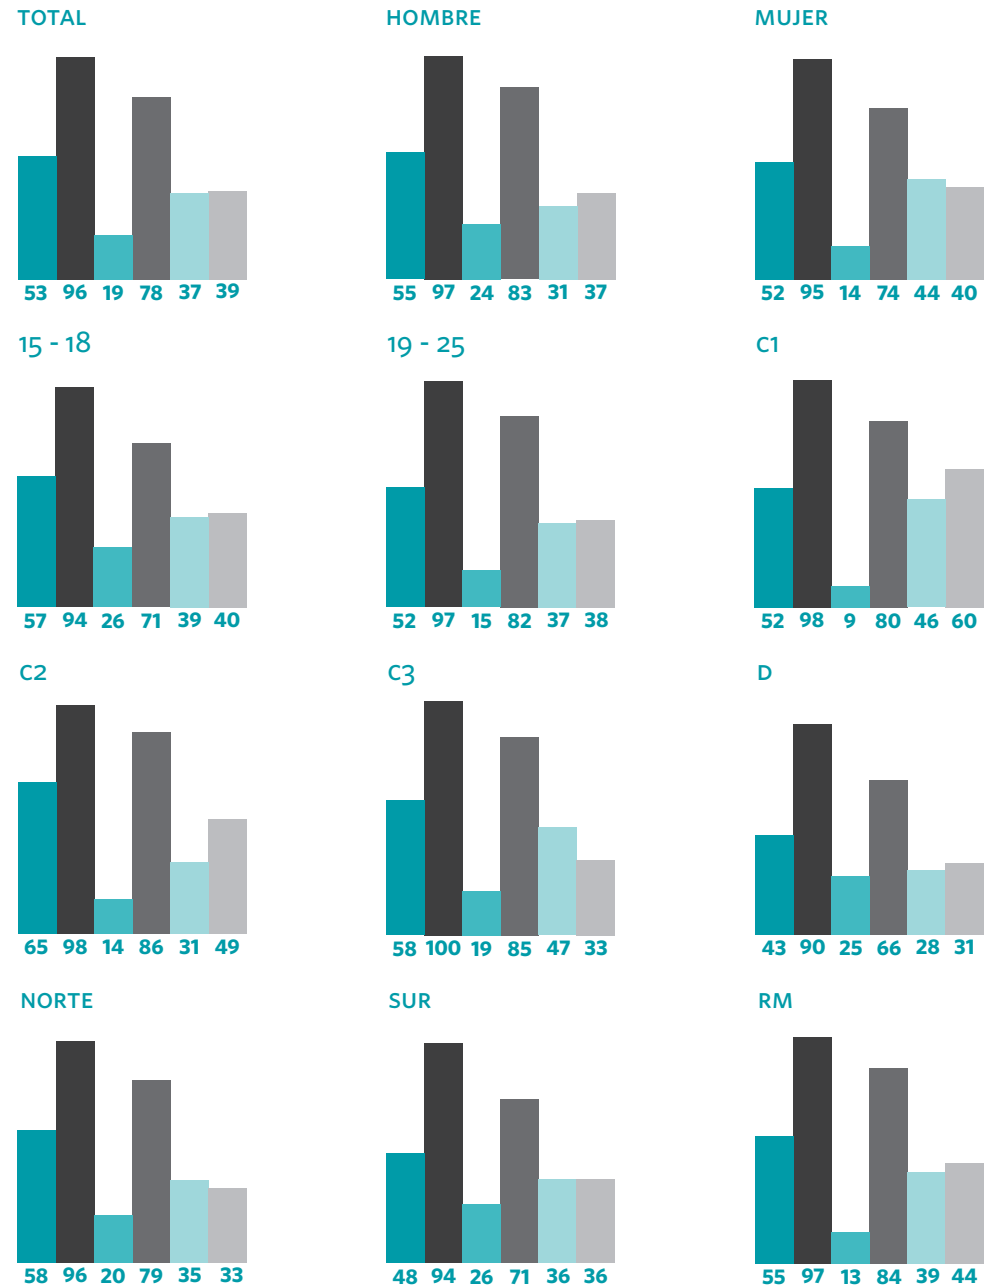 TOTAL
53 96 19 78 37 39
HOMBRE
55 97 24 83 31 37
MUJER
52 95 14 74 44 40
15 - 18
57 94 26 71 39 40
19 - 25
52 97 15 82 37 38
C1
52 98 9 80 46 60
C2
65 98 14 86 31 49
C3
58 100 19 85 47 33
D
43 90 25 66 28 31
NORTE
58 96 20 79 35 33
SUR
48 94 26 71 36 36
RM
55 97 13 84 39 44